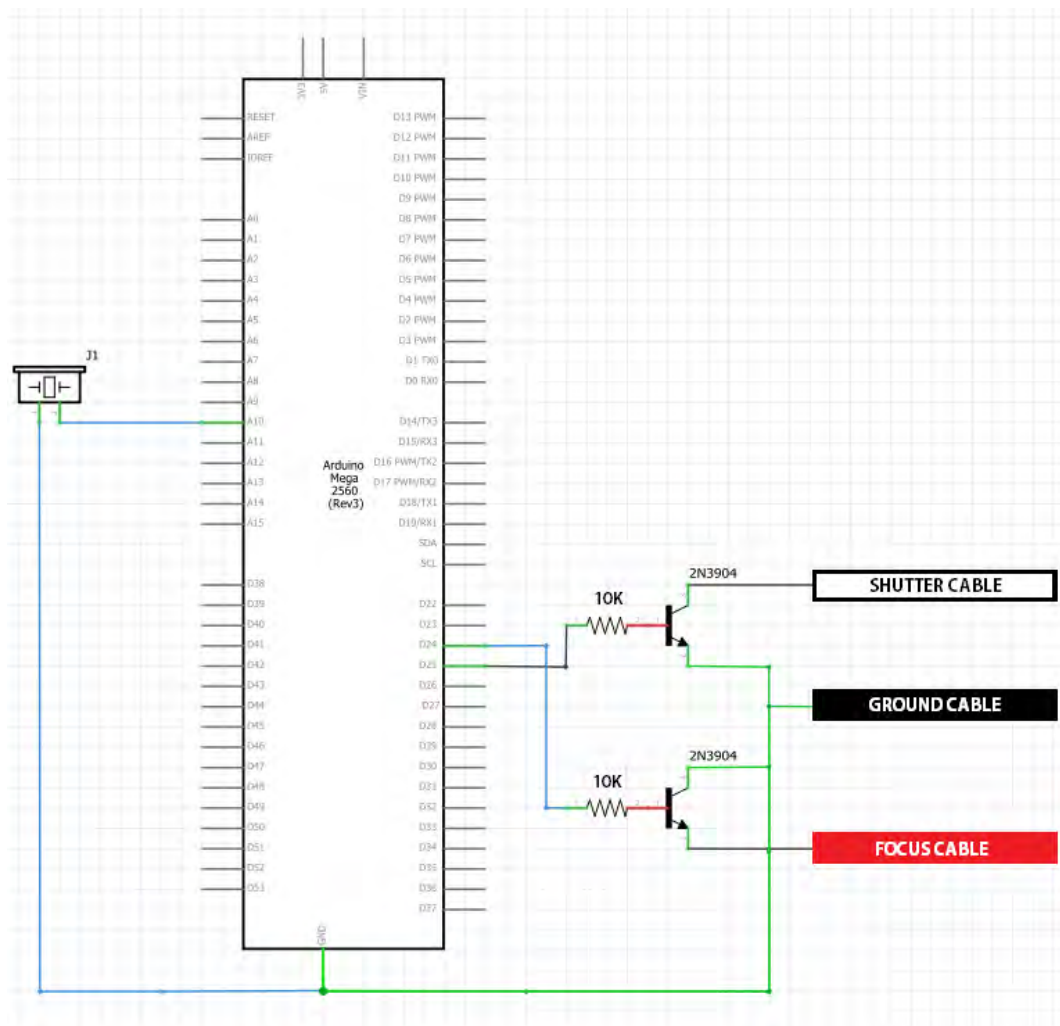 3V3
5V
VIN
RESET
AREF
IOREF
A0
A1
A2
A3
A4
A5
A6
A7
A8
A9
A10
A11
A12
A13
A14
A15
D38
D39
D40
D41
D42
D43
D44
D45
D46
D47
D48
D49
D50
D51
D52
D53
J1
Arduino
Mega
2560
(Rev3)
D13 PWM
D12 PWM
D11 PWM
D10 PWM
D9 PWM
D8 PWM
D7 PWM
D6 PWM
D5 PWM
D4 PWM
D2 PWM
D3 PWM
D1 TX0
D0 RX0
D14/TX3
D15/RX3
D16 PWM/TX2
D17 PWM/RX2
D18/TX1
D19/RX1
SDA
SCL
D22
D23
D24
D25
D26
D27
D28
D29
D30
D31
D32
D33
D34
D35
D36
D37
GND
2N3904
10K
SHUTTER CABLE
GROUND CABLE
2N3904
10K
FOCUS CABLE